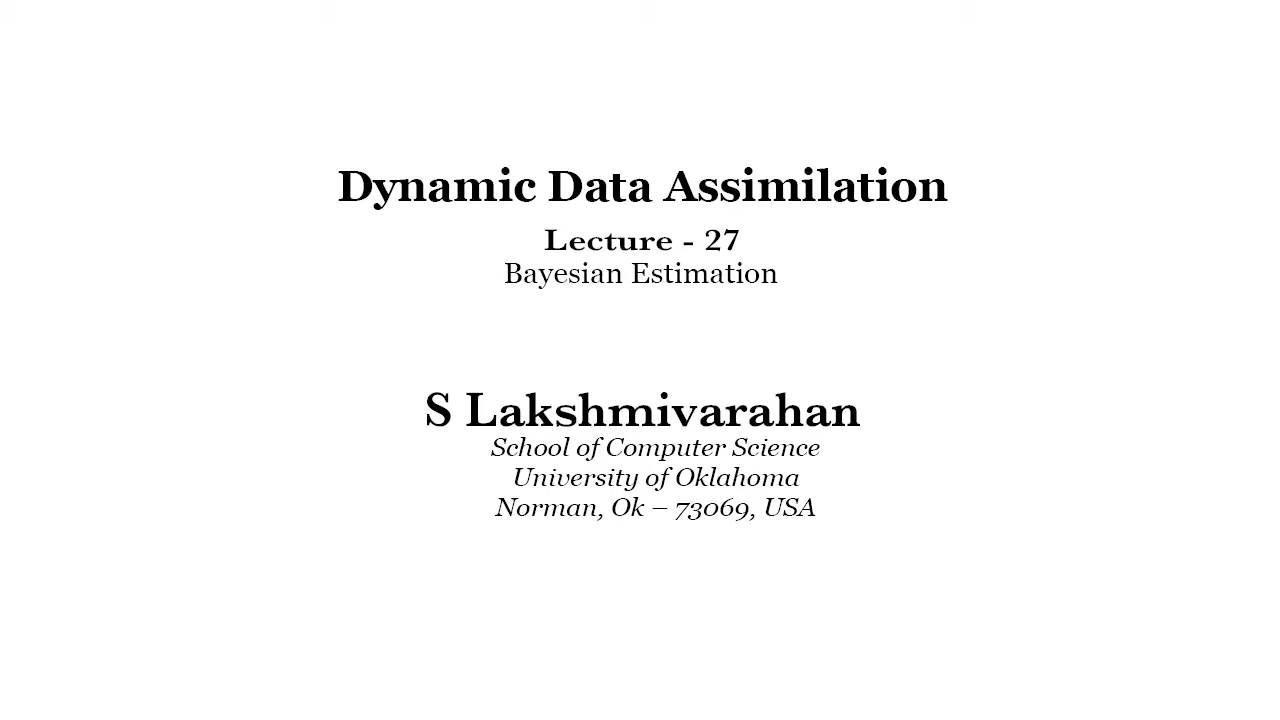 Dynamic Data Assimilation
Lecture - 27
Bayesian Estimation
S Lakshmivarahan
School of Computer Science
University of Oklahoma
Norman, Ok – 73069, USA